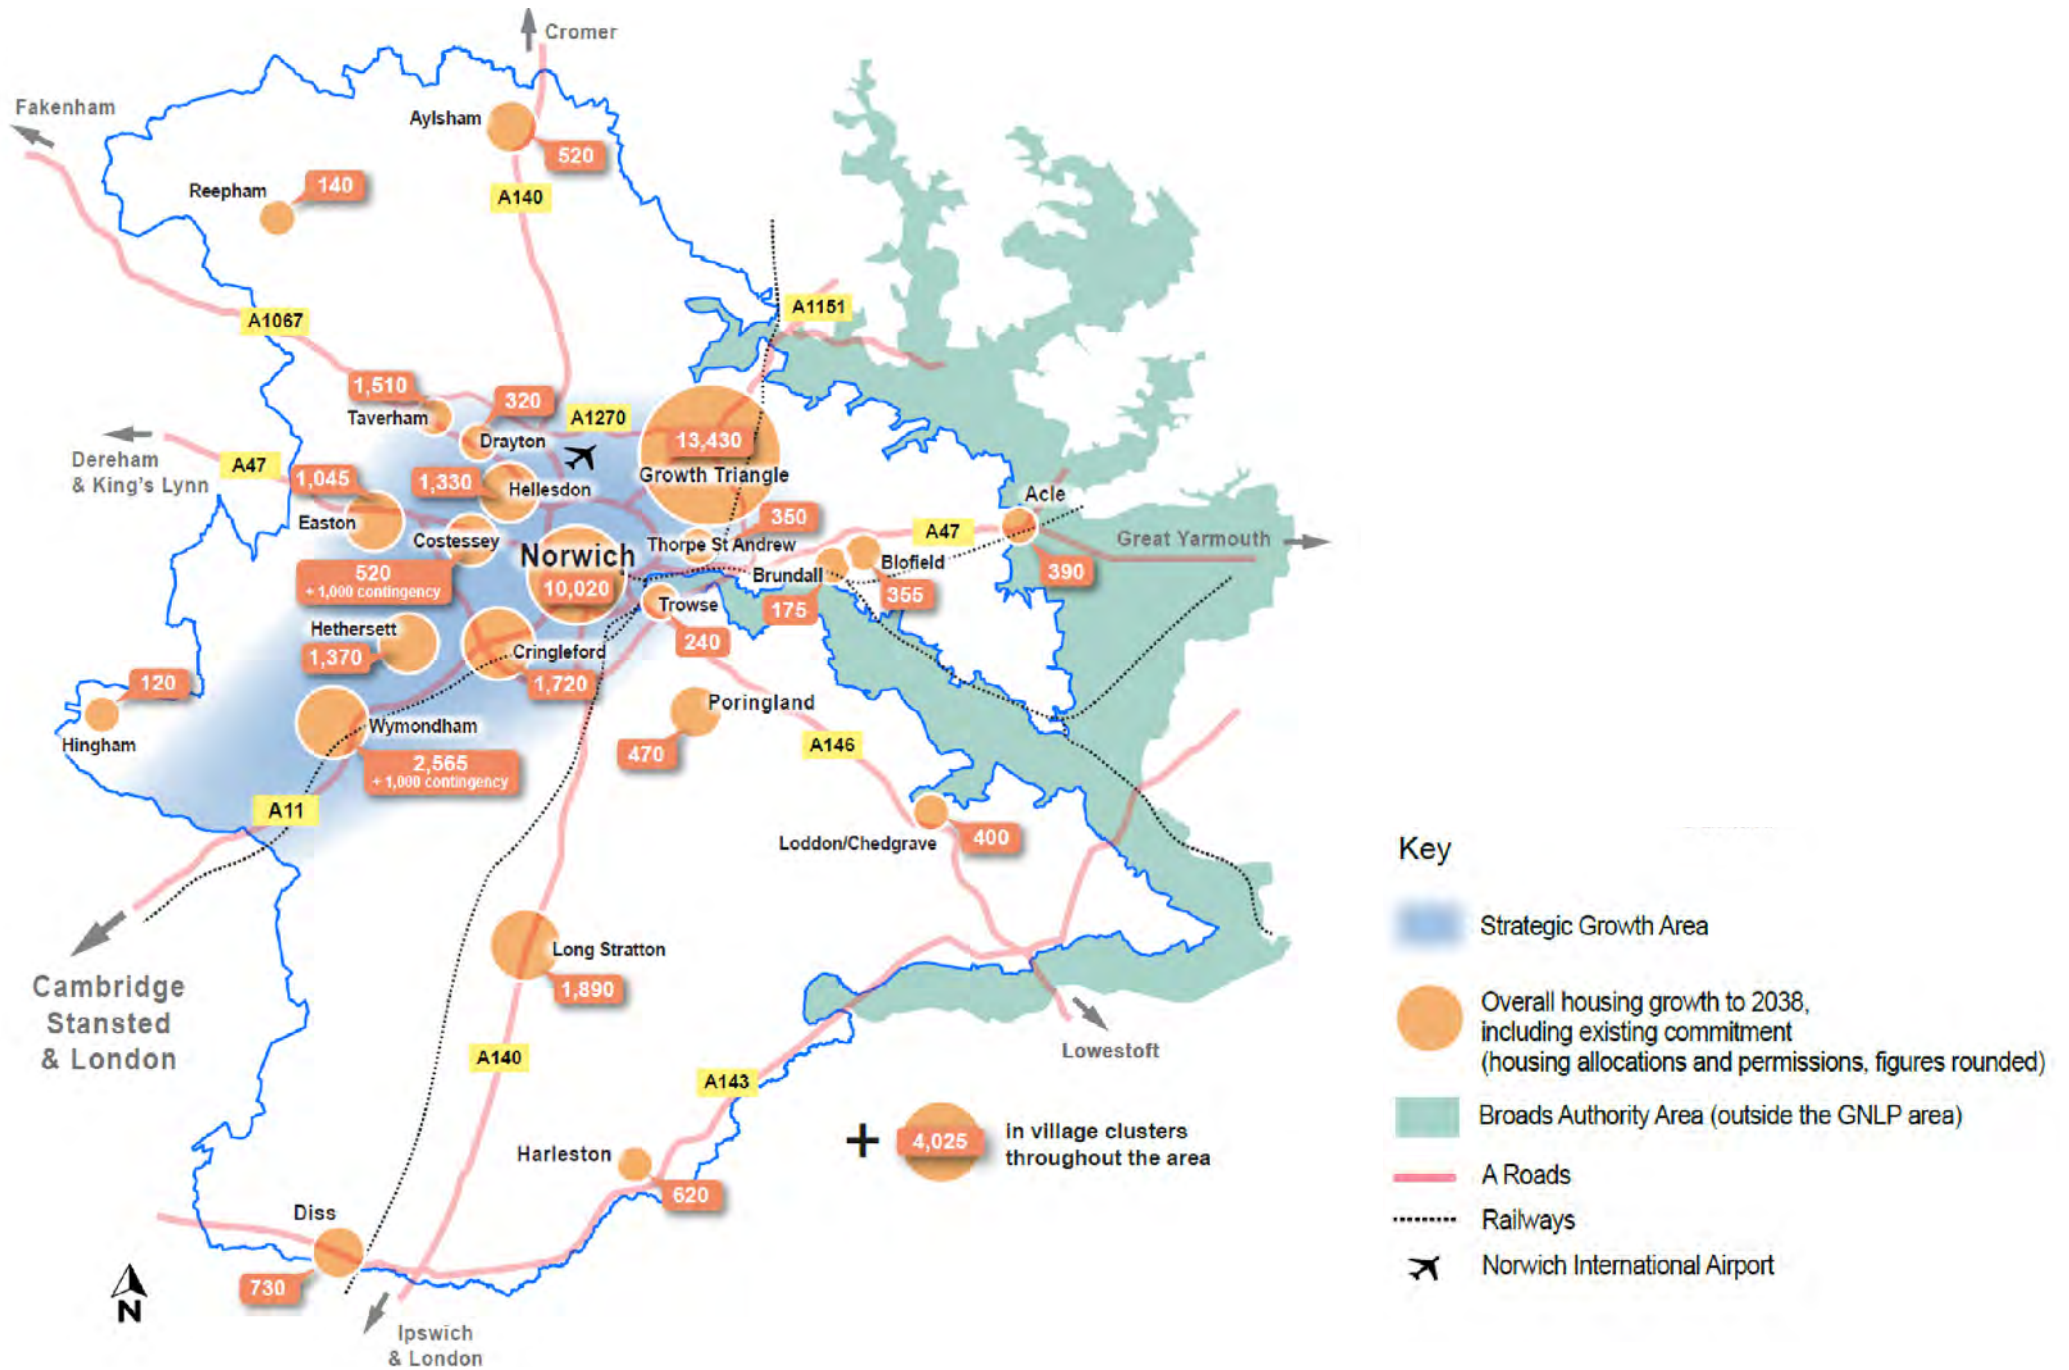 Cromer
Fakenham
Aylsham
520
Reepham
140
A140
A1067
A1151
1,510
320
Taverham
A1270
Drayton
13,430
Growth Triangle
Dereham
& King's Lynn
A47
1,045
1,330
Hellesdon
Easton
Costessey
350
Thorpe St Andrew
Acle
A47
Great Yarmouth
Norwich
10,020
520
+ 1,000 contingency
Brundall
Blofield
390
175
355
Trowse
240
Hethersett
1,370
Cringleford
1,720
120
Hingham
Wymondham
2,565
+ 1,000 contingency
Poringland
470
A146
A11
Loddon/Chedgrave
400
Key
Strategic Growth Area
Long Stratton
1,890
Cambridge
Stansted
& London
Overall housing growth to 2038,
including existing commitment
(housing allocations and permissions, figures rounded)
Lowestoft
A140
A143
Broads Authority Area (outside the GNLP area)
+
4,025
in village clusters
throughout the area
Harleston
620
A Roads
Railways
Norwich International Airport
Diss
730
N
Ipswich
& London